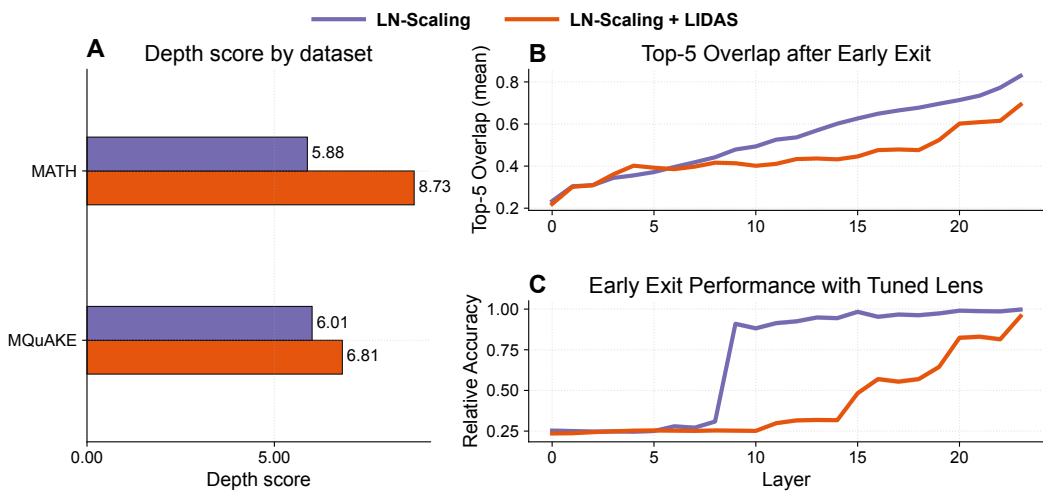 LN-Scaling LN-Scaling + LIDAS
A Depth score by dataset
MATH
5.88
8.73
MQuAKE
6.01
6.81
0.00 5.00
Depth score
B Top-5 Overlap after Early Exit
Top-5 Overlap (mean)
0.8
0.6
0.4
0.2
0 5 10 15 20
C Early Exit Performance with Tuned Lens
Relative Accuracy
1.00
0.75
0.50
0.25
0 5 10 15 20
Layer